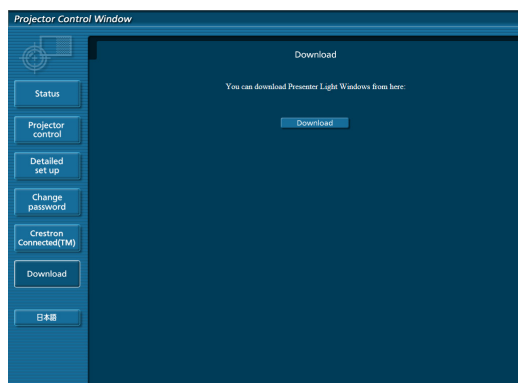 Projector Control Window
Status
Projector
control
Detailed
set up
Change
password
Crestron
Connected(TM)
Download
日本語
Download
You can download Presenter Light Windows from here:
Download